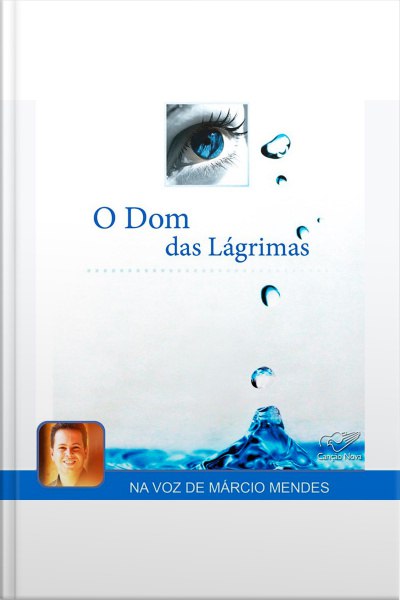 O Dom
das Lágrimas
Canção Nova
NA VOZ DE MÁRCIO MENDES